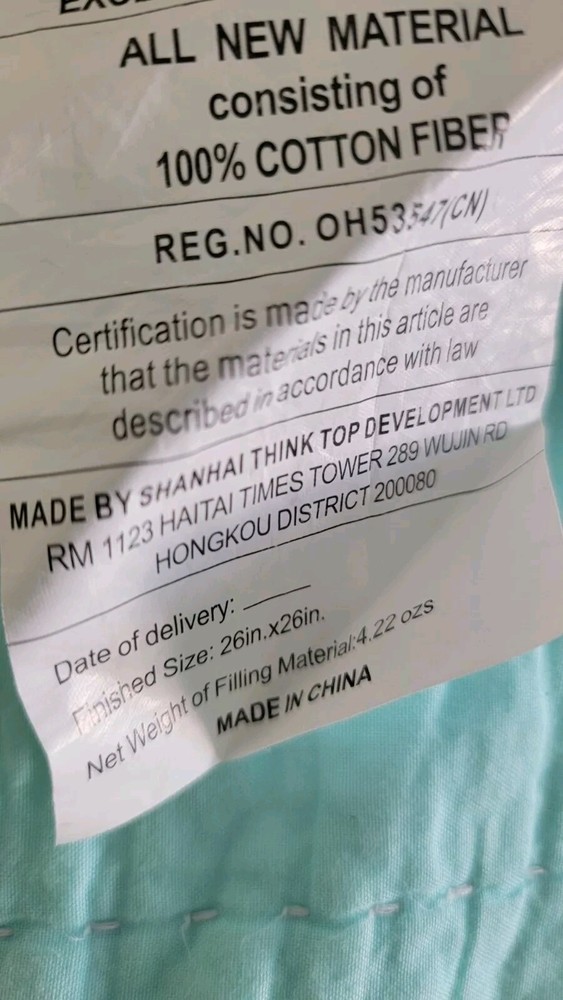 ALL NEW MATERIAL
consisting of
100% COTTON FIBER
REG.NO. OH53547(CN)
Certification is made by the manufacturer
that the materials in this article are
described in accordance with law
MADE BY SHANHAI THINK TOP DEVELOPMENT LTD
RM 1123 HAITAI TIMES TOWER 289 WUJIN RD
HONGKOU DISTRICT 200080
Date of delivery:
Finished Size: 26in.x26in.
Net Weight of Filling Material:4.22 ozs
MADE IN CHINA